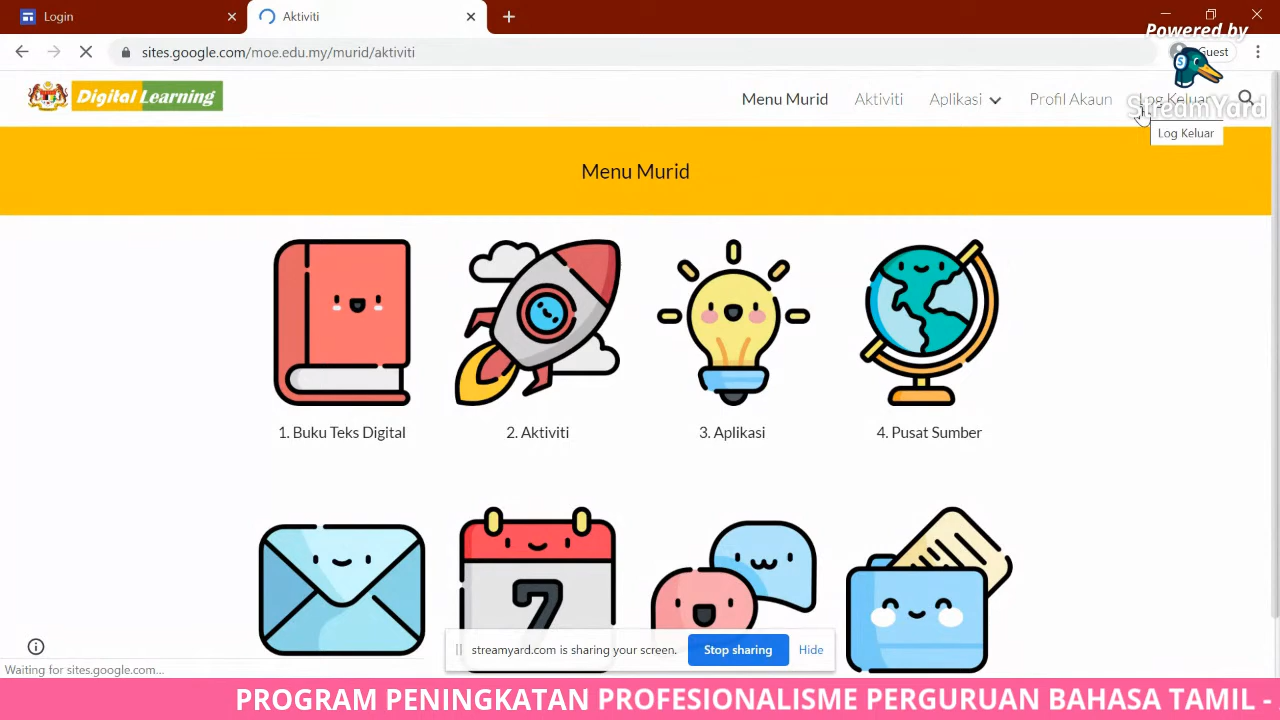 Login
Aktiviti
sites.google.com/moe.edu.my/murid/aktiviti
Guest
Powered by
StreamYard
Digital Learning
Menu Murid
Aktiviti
Aplikasi
Profil Akaun
Log Keluar
Log Keluar
Menu Murid
1. Buku Teks Digital
2. Aktiviti
3. Aplikasi
4. Pusat Sumber
7
streamyard.com is sharing your screen.
Stop sharing
Hide
Waiting for sites.google.com...
PROGRAM PENINGKATAN PROFESIONALISME PERGURUAN BAHASA TAMIL -